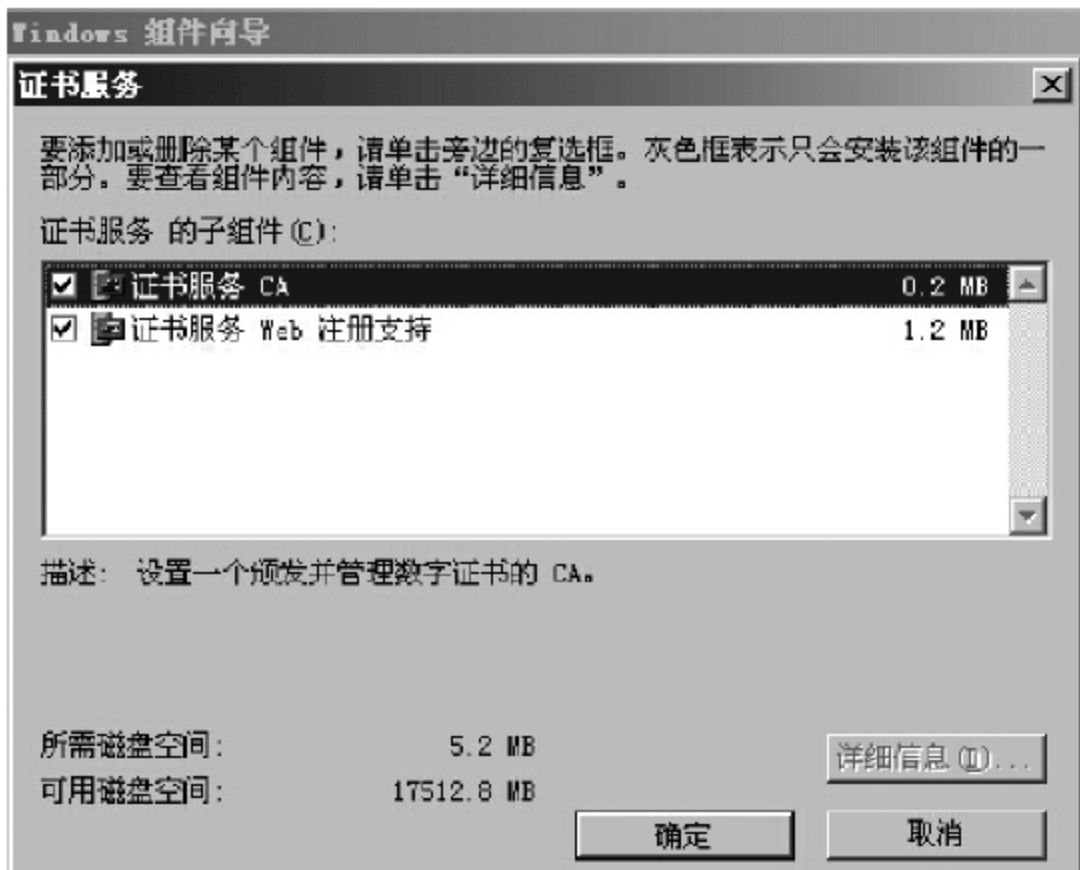 Windows 组件向导
证书服务
要添加或删除某个组件，请单击旁边的复选框。灰色框表示只会安装该组件的一
部分。要查看组件内容，请单击“详细信息”。
证书服务 的子组件(C):
证书服务 CA 0.2 MB
证书服务 Web 注册支持 1.2 MB
描述: 设置一个颁发并管理数字证书的 CA。
所需磁盘空间: 5.2 MB
可用磁盘空间: 17512.8 MB
详细信息(D)...
确定
取消